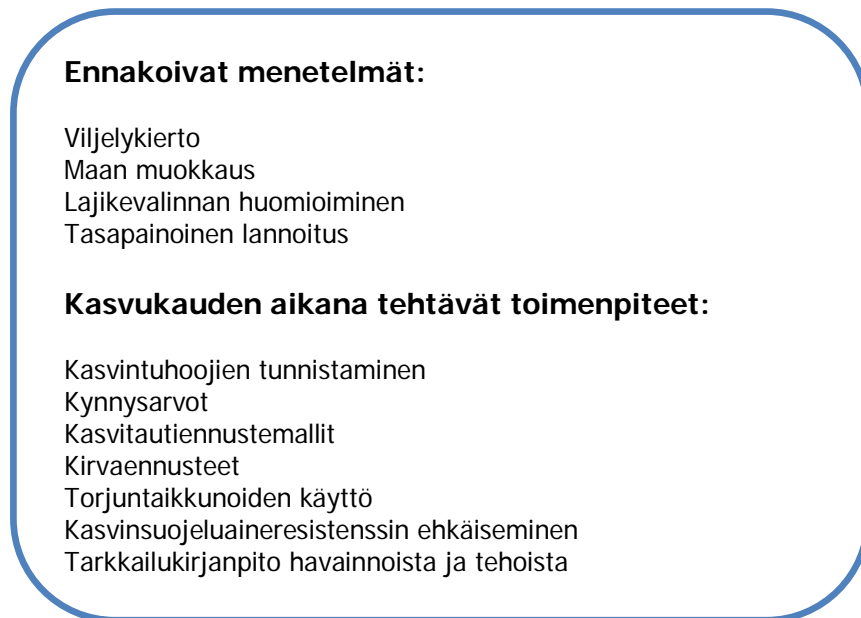 Ennakoivat menetelmät:
Viljelykierto
Maan muokkaus
Lajikevalinnan huomioiminen
Tasapainoinen lannoitus
Kasvukauden aikana tehtävät toimenpiteet:
Kasvintuhoojien tunnistaminen
Kynnysarvot
Kasvitautiennustemallit
Kirvaennusteet
Torjuntaikkunoiden käyttö
Kasvinsuojeluaineresistenssin ehkäiseminen
Tarkkailukirjanpito havainnoista ja tehoista